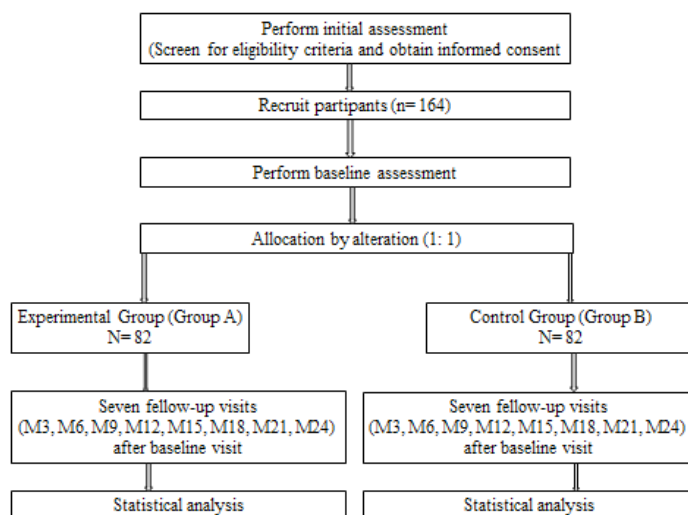 Perform initial assessment
(Screen for eligibility criteria and obtain informed consent
Recruit partipants (n= 164)
Perform baseline assessment
Allocation by alteration (1: 1)
Experimental Group (Group A)
N= 82
Control Group (Group B)
N= 82
Seven fellow-up visits
(M3, M6, M9, M12, M15, M18, M21, M24)
after baseline visit
Seven fellow-up visits
(M3, M6, M9, M12, M15, M18, M21, M24)
after baseline visit
Statistical analysis
Statistical analysis